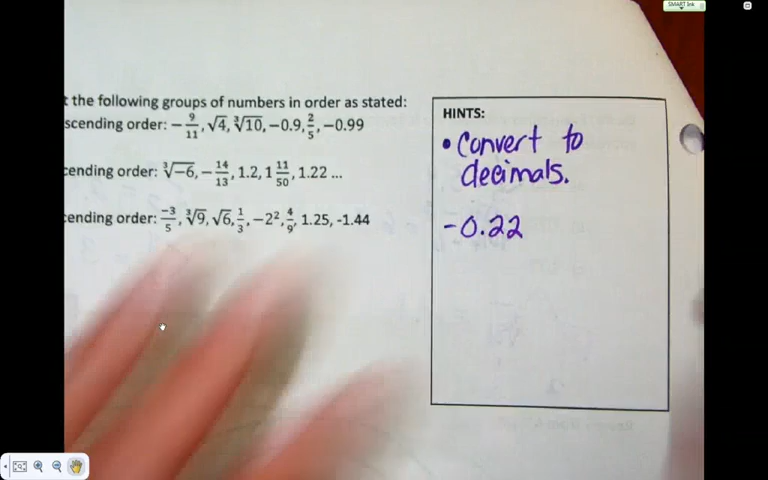 SMART Ink
the following groups of numbers in order as stated:
scending order: −9/11, √4, ∛10, −0.9, 2/5, −0.99
cending order: ∛−6, −14/13, 1.2, 1 11/50, 1.22 ...
cending order: −3/5, ∛9, √6, 1/3, −2², 4/9, 1.25, -1.44
HINTS:
• Convert to
decimals.
-0.22